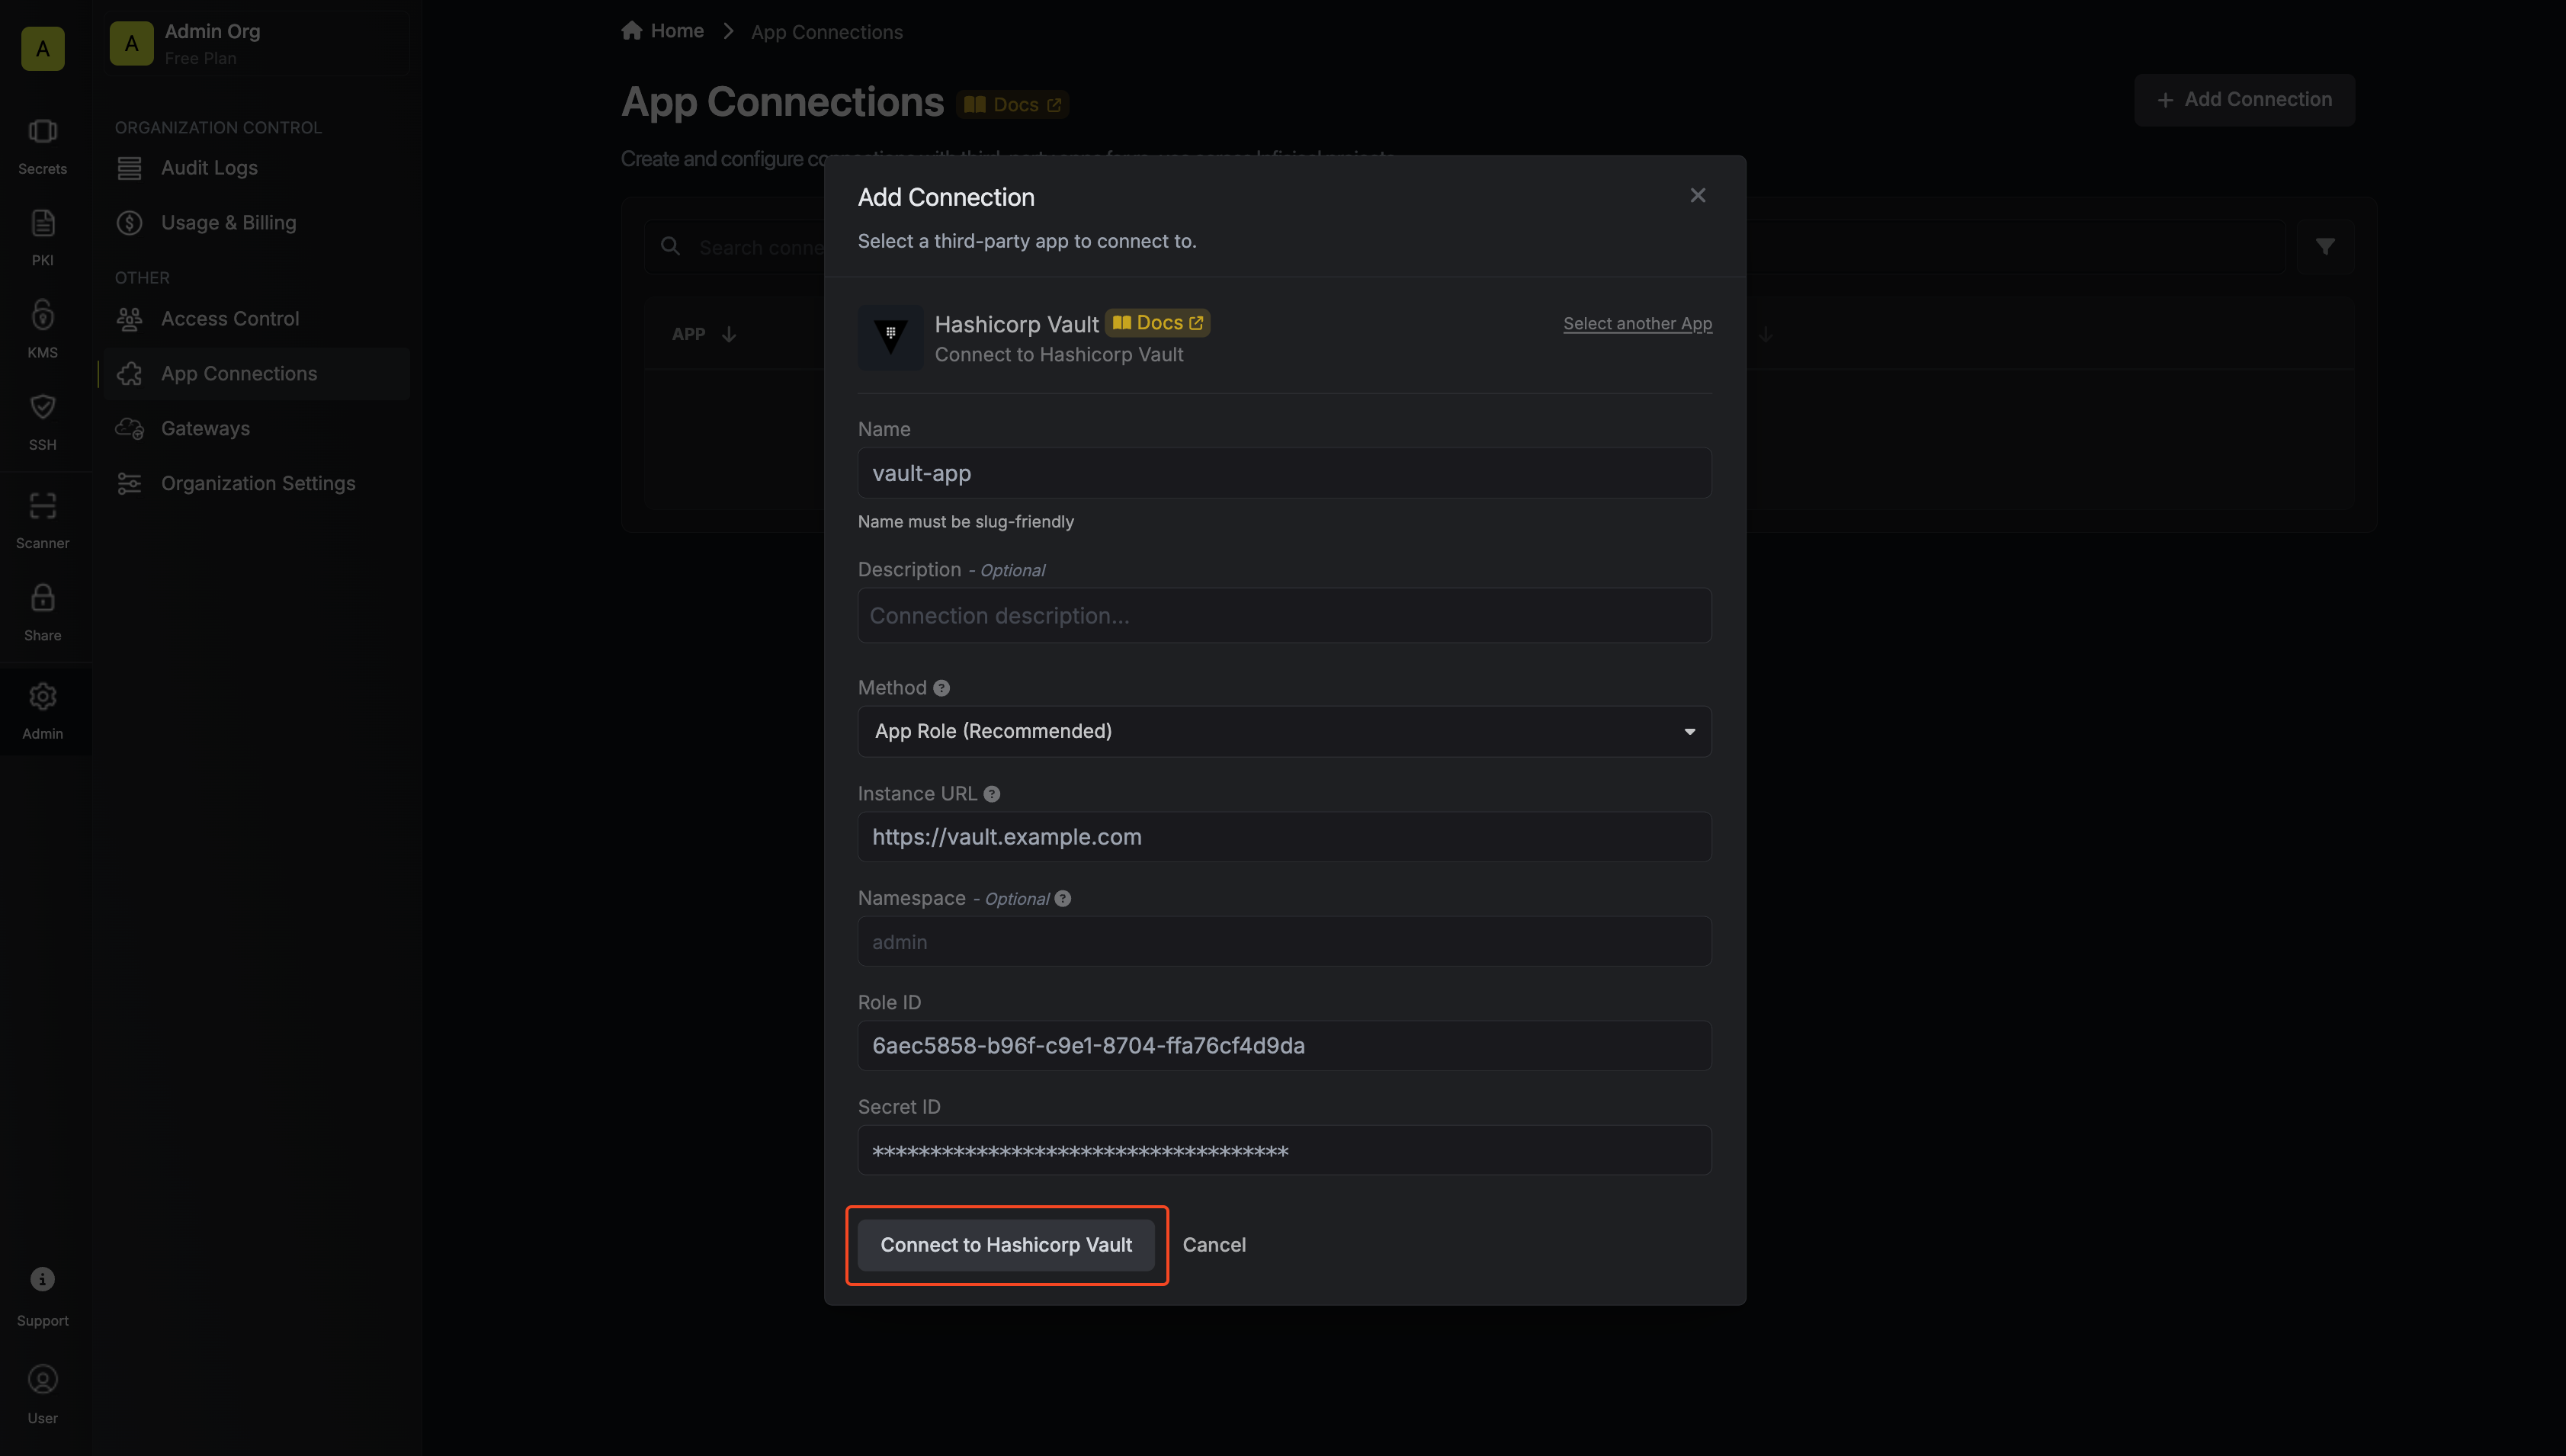 A
Secrets
PKI
KMS
SSH
Scanner
Share
Admin
Support
User
A
Admin Org
Free Plan
ORGANIZATION CONTROL
Audit Logs
Usage & Billing
OTHER
Access Control
App Connections
Gateways
Organization Settings
Home
App Connections
App Connections
Docs
Add Connection
Create and configure
Search conne
APP
Add Connection
Select a third-party app to connect to.
Hashicorp Vault
Docs
Select another App
Connect to Hashicorp Vault
Name
vault-app
Name must be slug-friendly
Description - Optional
Connection description...
Method
App Role (Recommended)
Instance URL
https://vault.example.com
Namespace - Optional
admin
Role ID
6aec5858-b96f-c9e1-8704-ffa76cf4d9da
Secret ID
************************************
Connect to Hashicorp Vault
Cancel